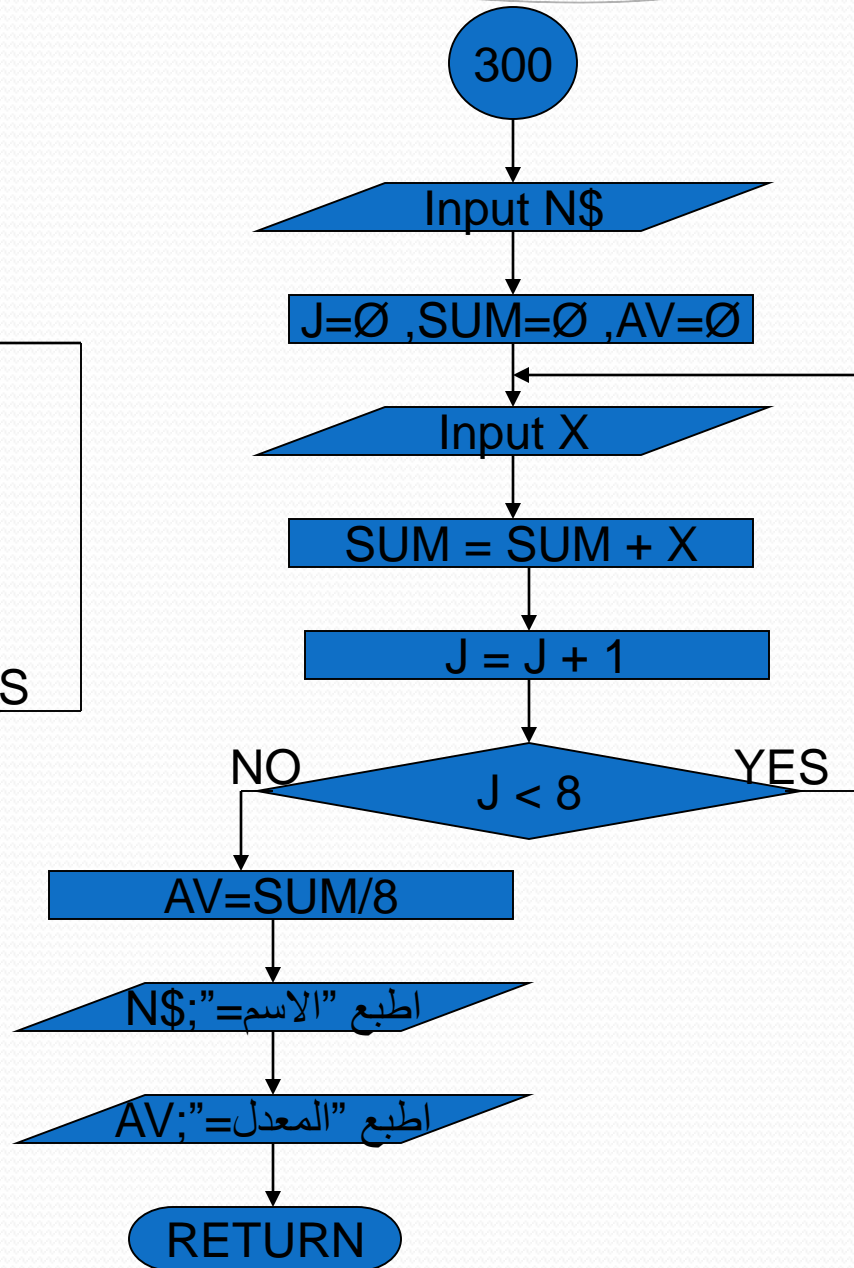 300
Input N$
J=Ø ,SUM=Ø ,AV=Ø
Input X
SUM = SUM + X
J = J + 1
S
NO
YES
J < 8
AV=SUM/8
اطبع ”الاسم=”;N$
اطبع ”المعدل=”;AV
RETURN